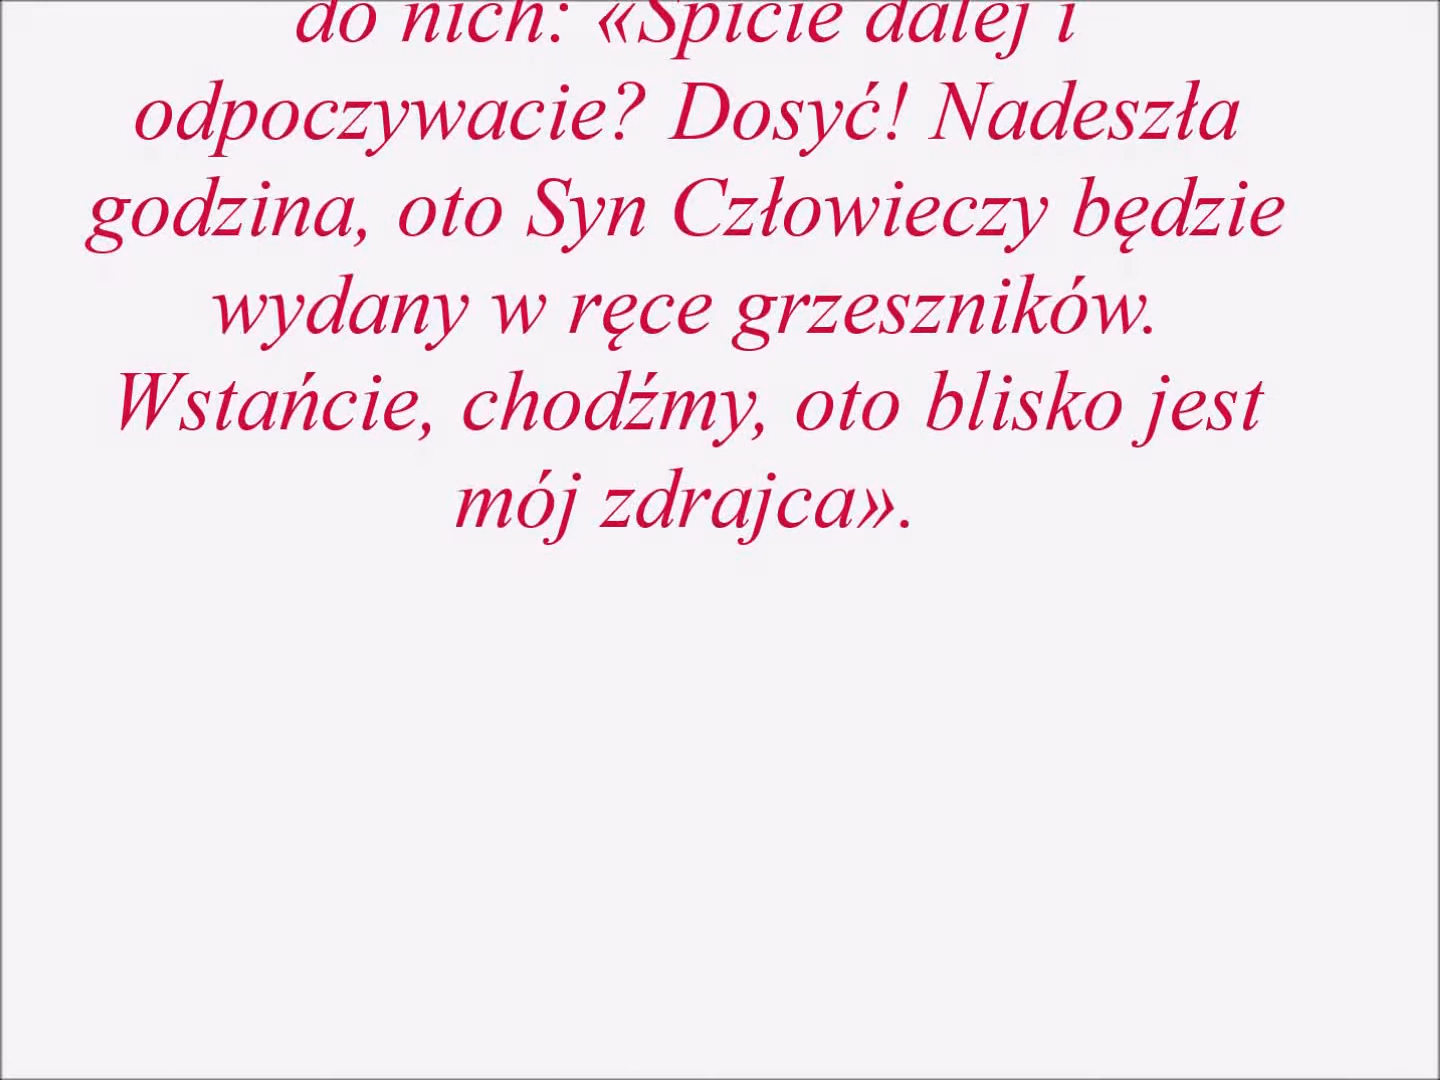 do nich: «Śpicie dalej i
odpoczywacie? Dosyć! Nadeszła
godzina, oto Syn Człowieczy będzie
wydany w ręce grzeszników.
Wstańcie, chodźmy, oto blisko jest
mój zdrajca».